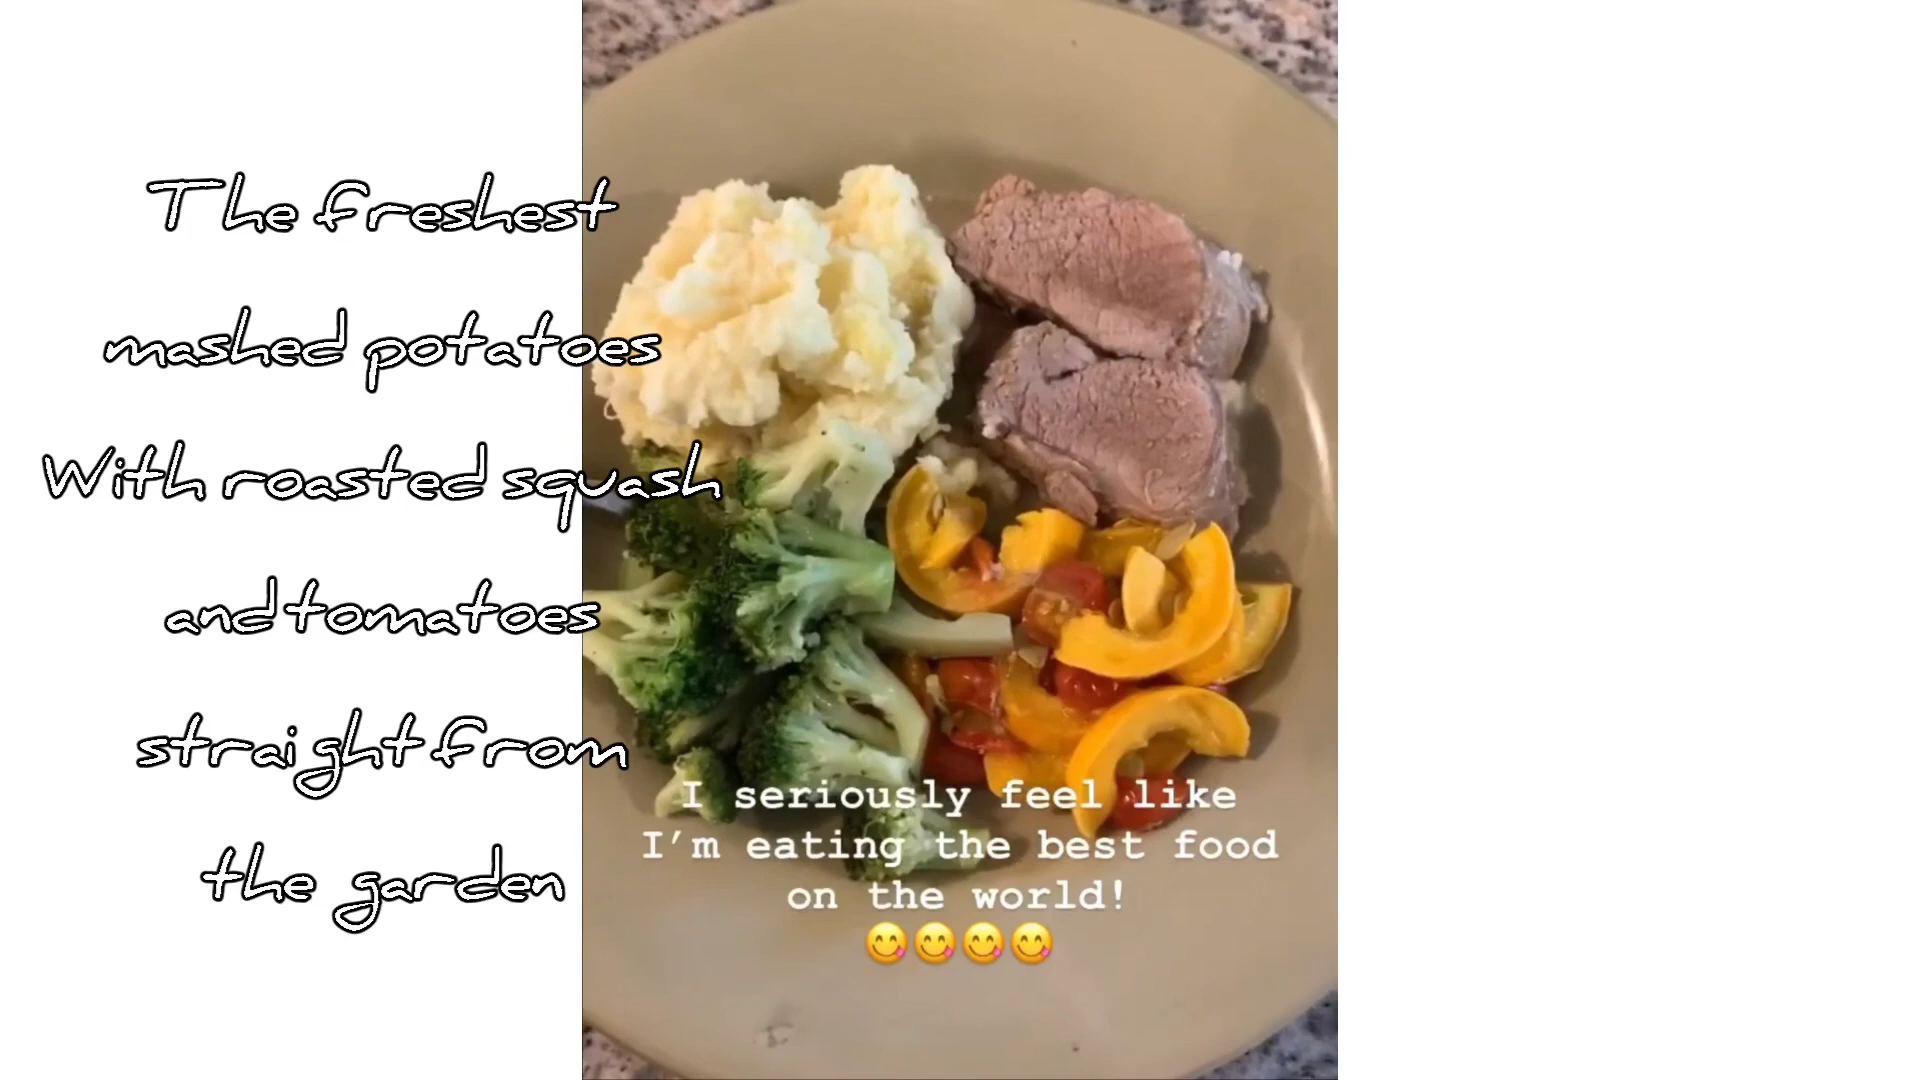 The freshest
mashed potatoes
With roasted squash
and tomatoes
straight from
the garden
I seriously feel like
I’m eating the best food
on the world!
😋😋😋😋